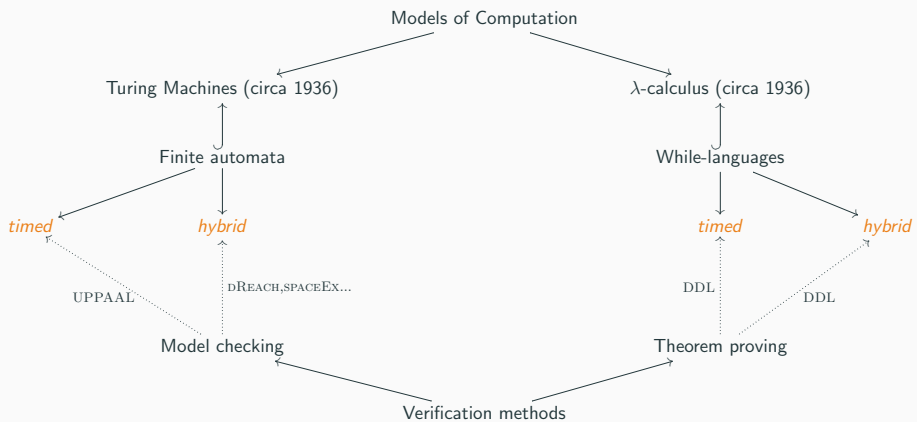 Models of Computation
Turing Machines (circa 1936)
λ-calculus (circa 1936)
Finite automata
While-languages
timed
hybrid
timed
hybrid
UPPAAL
dReach,spaceEx...
DDL
DDL
Model checking
Theorem proving
Verification methods